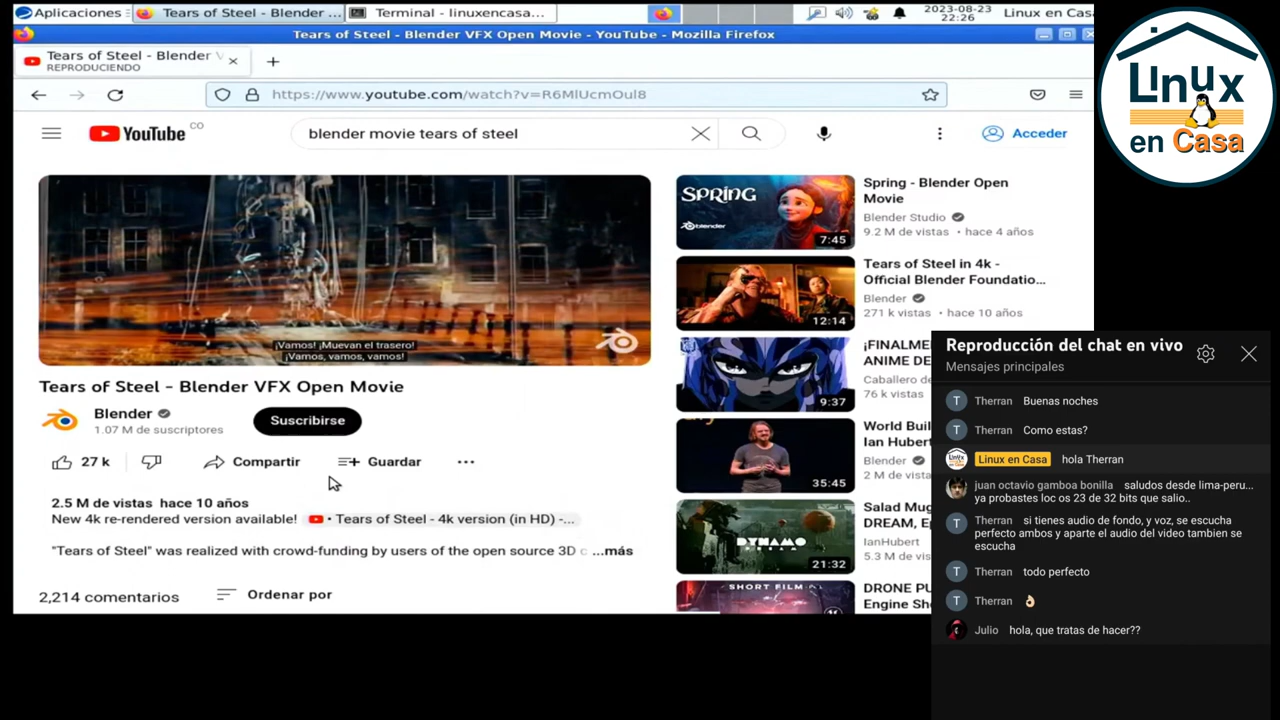 Aplicaciones
Tears of Steel - Blender ...
Terminal - linuxencasa...
2023-08-23
22:26
Linux en Cas
Tears of Steel - Blender VFX Open Movie - YouTube - Mozilla Firefox
Tears of Steel - Blender V
REPRODUCIENDO
https://www.youtube.com/watch?v=R6MlUcmOul8
YouTube CO
blender movie tears of steel
Acceder
¡Vamos! ¡Muevan el trasero!
¡Vamos, vamos, vamos!
Tears of Steel - Blender VFX Open Movie
Blender
1.07 M de suscriptores
Suscribirse
27 k
Compartir
Guardar
2.5 M de vistas hace 10 años
New 4k re-rendered version available! • Tears of Steel - 4k version (in HD) -...
"Tears of Steel" was realized with crowd-funding by users of the open source 3D c ...más
2,214 comentarios
Ordenar por
SPRING
blender
7:45
Spring - Blender Open
Movie
Blender Studio
9.2 M de vistas • hace 4 años
12:14
Tears of Steel in 4k -
Official Blender Foundatio...
Blender
271 k vistas • hace 10 años
9:37
¡FINALME
ANIME DE
Caballero de
76 k vistas
35:45
World Buil
Ian Hubert
Blender
2 M de vistas
DYNAMO
DREAM
21:32
Salad Mug
DREAM, Ep
IanHubert
5.3 M de vis
SHORT FILM
DRONE PU
Engine Sh
LInux
en Casa
Reproducción del chat en vivo
Mensajes principales
T Therran Buenas noches
T Therran Como estas?
Linux en Casa hola Therran
juan octavio gamboa bonilla saludos desde lima-peru...
ya probastes loc os 23 de 32 bits que salio..
T Therran si tienes audio de fondo, y voz, se escucha
perfecto ambos y aparte el audio del video tambien se
escucha
T Therran todo perfecto
T Therran 👌🏼
Julio hola, que tratas de hacer??